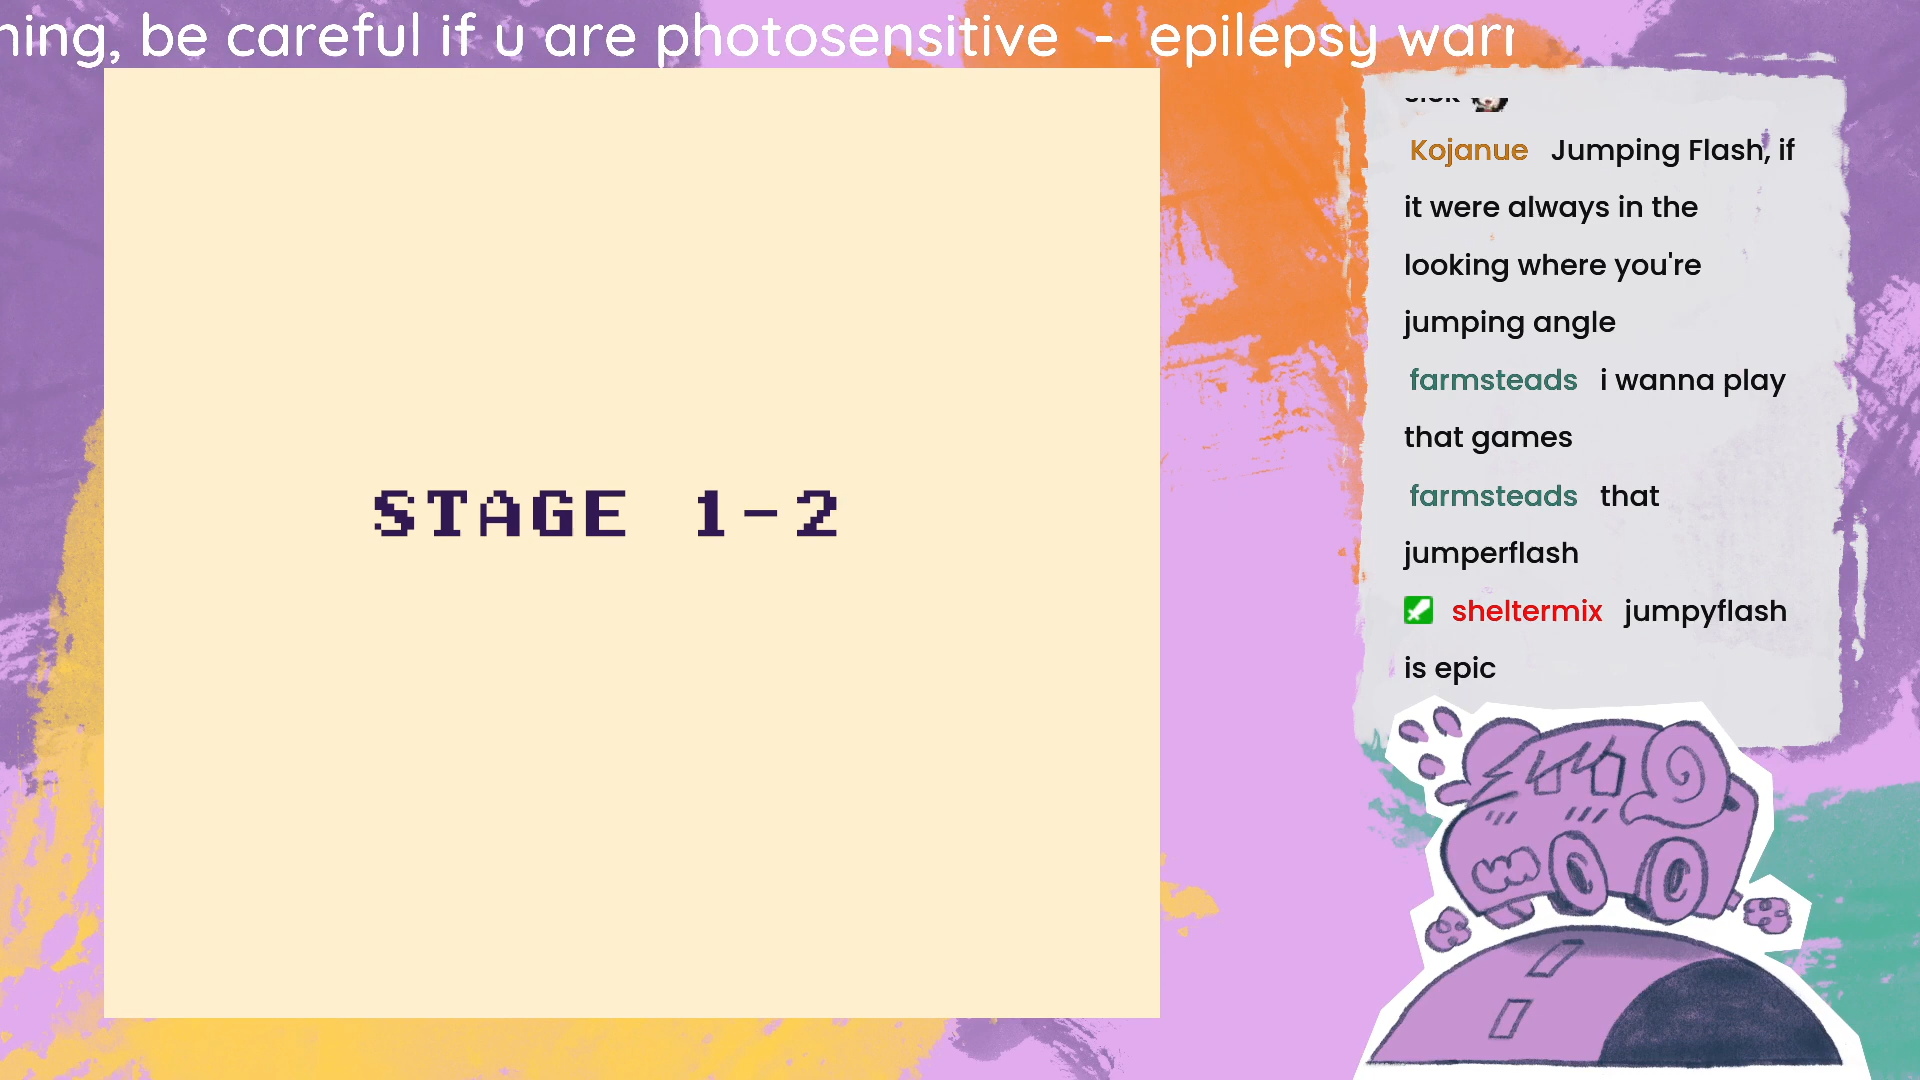 ning, be careful if u are photosensitive - epilepsy warn
STAGE 1-2
Kojanue Jumping Flash, if
it were always in the
looking where you're
jumping angle
farmsteads i wanna play
that games
farmsteads that
jumperflash
sheltermix jumpyflash
is epic